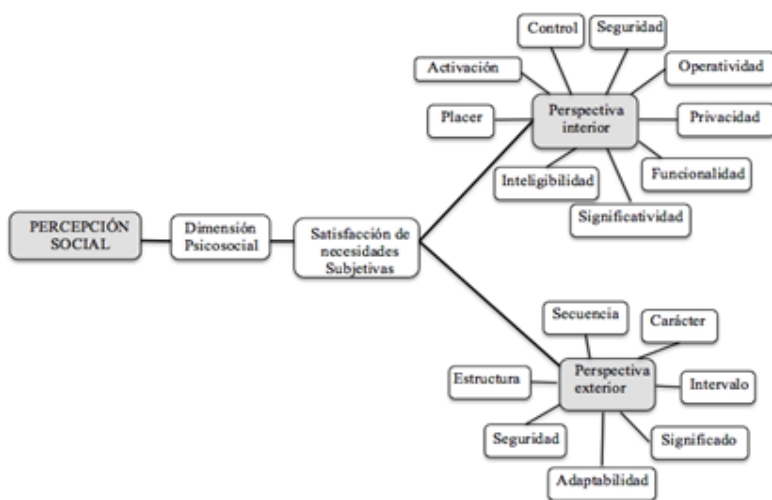 Control
Seguridad
Activación
Operatividad
Placer
Perspectiva
interior
Privacidad
Inteligibilidad
Funcionalidad
Significatividad
PERCEPCIÓN
SOCIAL
Dimensión
Psicosocial
Satisfacción de
necesidades
Subjetivas
Secuencia
Carácter
Estructura
Perspectiva
exterior
Intervalo
Seguridad
Significado
Adaptabilidad